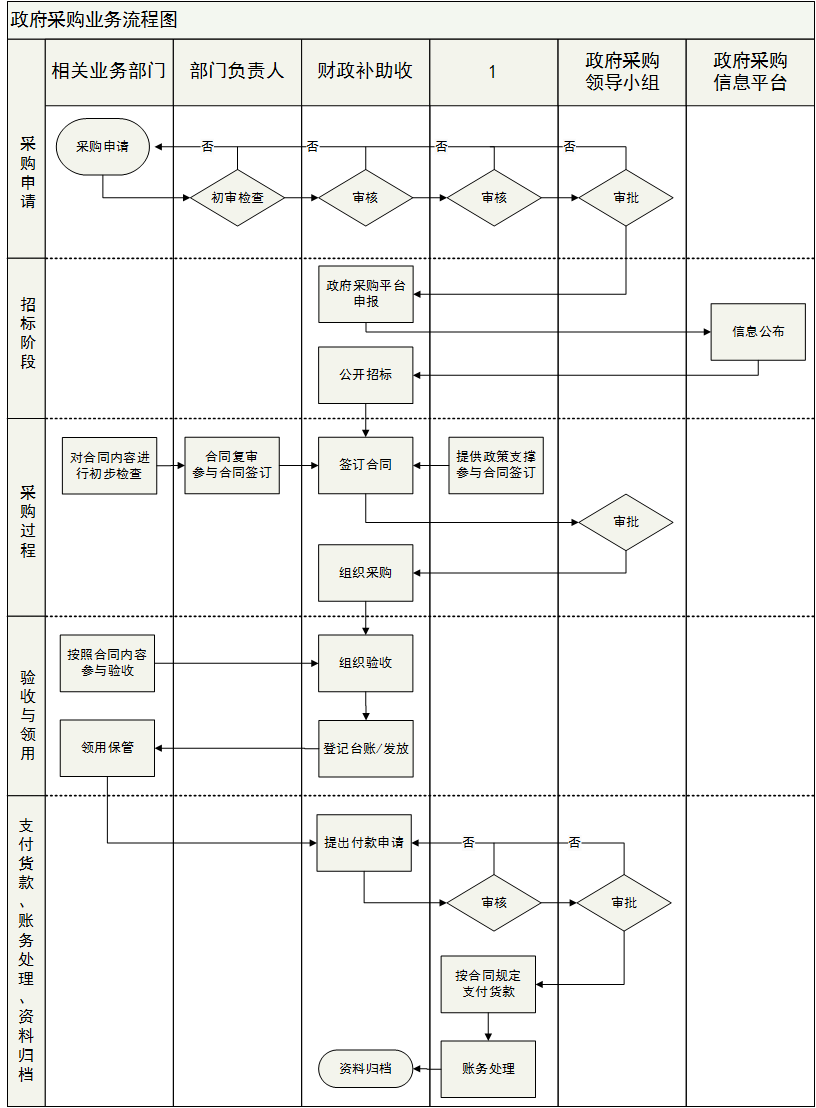 政府采购业务流程图
相关业务部门
部门负责人
财政补助收
1
政府采购
领导小组
政府采购
信息平台
采购申请
采购申请
否
否
否
否
初审检查
审核
审核
审批
招标阶段
政府采购平台
申报
信息公布
公开招标
采购过程
对合同内容进
行初步检查
合同复审
参与合同签订
签订合同
提供政策支撑
参与合同签订
审批
组织采购
验收与领用
按照合同内容
参与验收
组织验收
领用保管
登记台账/发放
支付货款、账务处理、资料归档
提出付款申请
否
否
审核
审批
按合同规定
支付货款
资料归档
账务处理